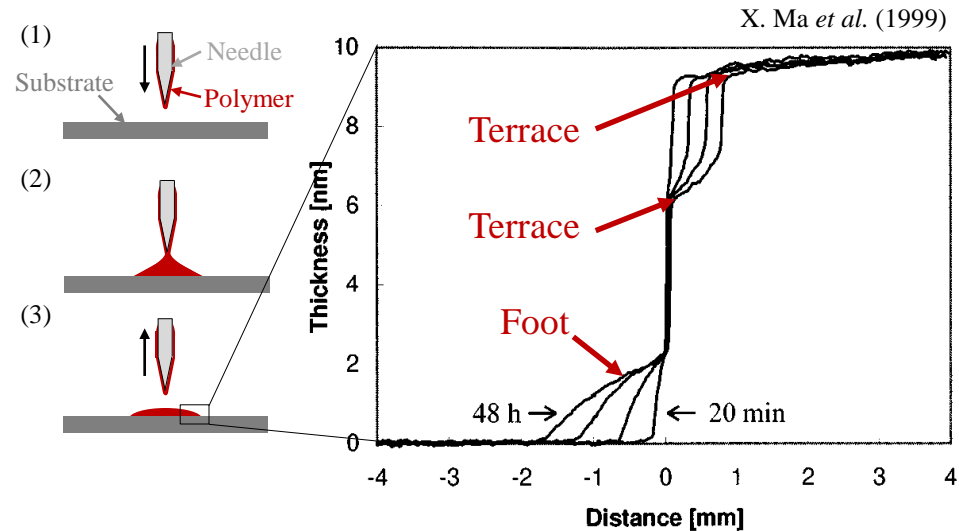 X. Ma et al. (1999)
(1)
Needle
Substrate
Polymer
(2)
(3)
Thickness [nm]
10
8
6
4
2
0
Terrace
Terrace
Foot
48 h
20 min
-4 -3 -2 -1 0 1 2 3 4
Distance [mm]